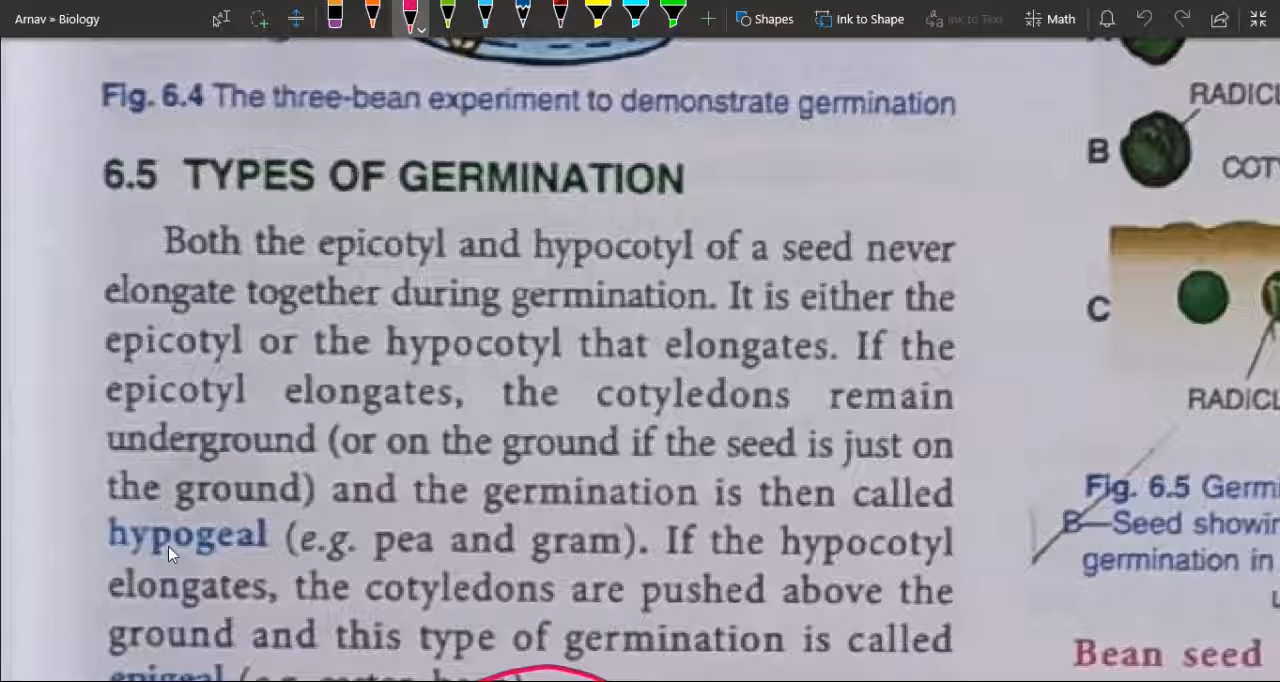 Arnav » Biology
Shapes
Ink to Shape
Ink to Text
Math
Fig. 6.4 The three-bean experiment to demonstrate germination
6.5 TYPES OF GERMINATION
Both the epicotyl and hypocotyl of a seed never
elongate together during germination. It is either the
epicotyl or the hypocotyl that elongates. If the
epicotyl elongates, the cotyledons remain
underground (or on the ground if the seed is just on
the ground) and the germination is then called
hypogeal (e.g. pea and gram). If the hypocotyl
elongates, the cotyledons are pushed above the
ground and this type of germination is called
epigeal (e.g.
B
C
Fig. 6.5
B—Seed
germination in
Bean seed